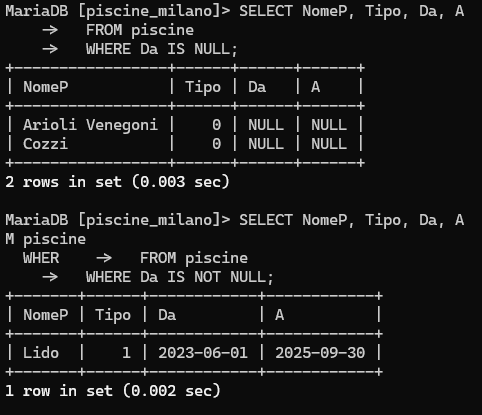 MariaDB [piscine_milano]> SELECT NomeP, Tipo, Da, A
    ->   FROM piscine
    ->   WHERE Da IS NULL;
+-----------------+------+------+------+
| NomeP           | Tipo | Da   | A    |
+-----------------+------+------+------+
| Arioli Venegoni |    0 | NULL | NULL |
| Cozzi           |    0 | NULL | NULL |
+-----------------+------+------+------+
2 rows in set (0.003 sec)

MariaDB [piscine_milano]> SELECT NomeP, Tipo, Da, A
M piscine
  WHER    ->   FROM piscine
    ->   WHERE Da IS NOT NULL;
+-------+------+------------+------------+
| NomeP | Tipo | Da         | A          |
+-------+------+------------+------------+
| Lido  |    1 | 2023-06-01 | 2025-09-30 |
+-------+------+------------+------------+
1 row in set (0.002 sec)